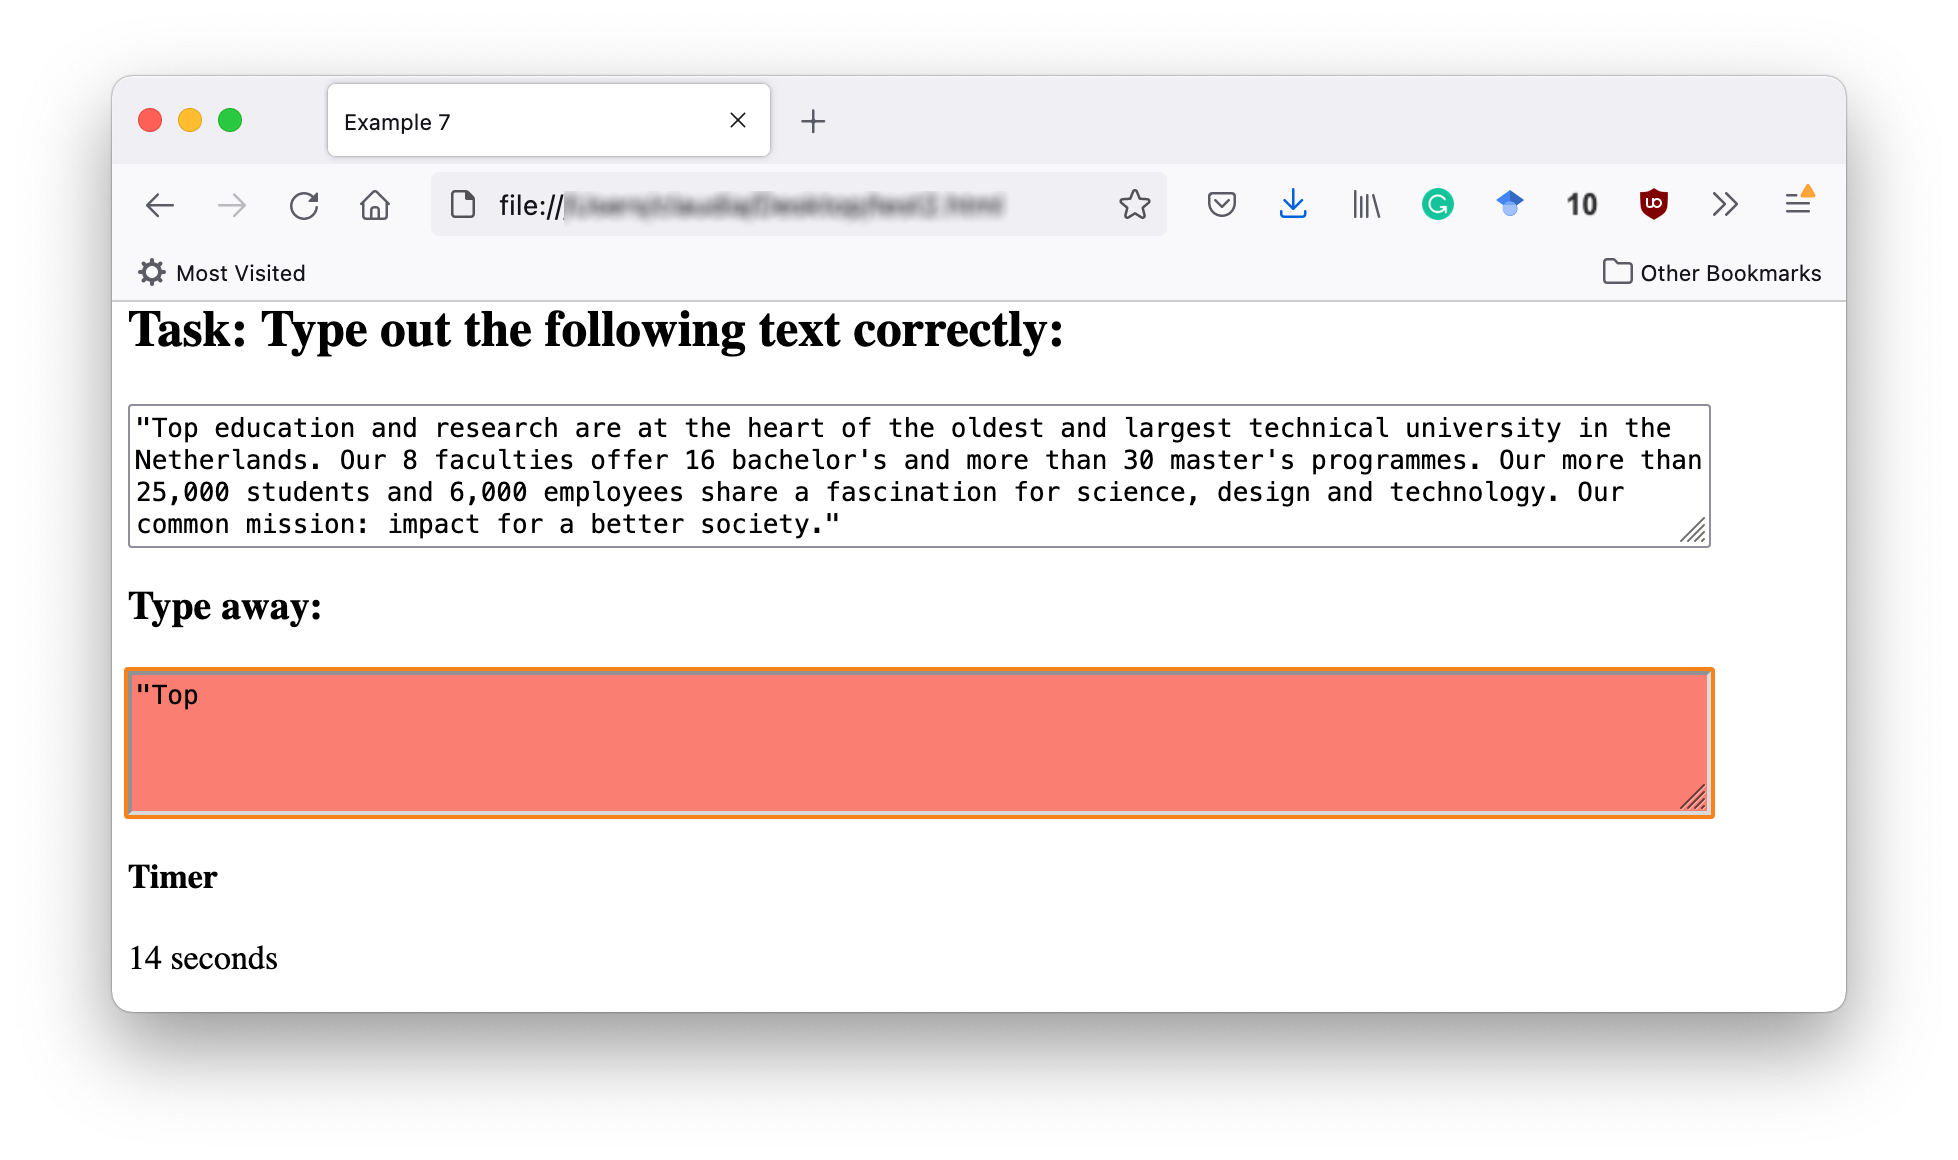 Example 7
file://
10
Most Visited
Other Bookmarks
Task: Type out the following text correctly:
"Top education and research are at the heart of the oldest and largest technical university in the
Netherlands. Our 8 faculties offer 16 bachelor's and more than 30 master's programmes. Our more than
25,000 students and 6,000 employees share a fascination for science, design and technology. Our
common mission: impact for a better society."
Type away:
"Top
Timer
14 seconds